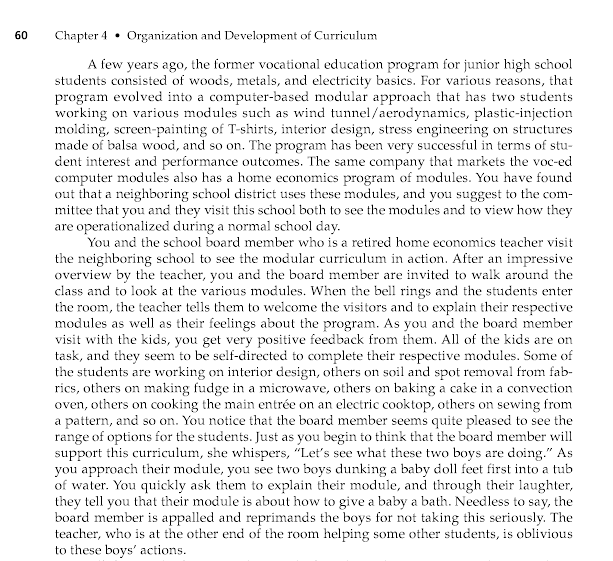 60 Chapter 4 • Organization and Development of Curriculum
A few years ago, the former vocational education program for junior high school
students consisted of woods, metals, and electricity basics. For various reasons, that
program evolved into a computer-based modular approach that has two students
working on various modules such as wind tunnel/aerodynamics, plastic-injection
molding, screen-painting of T-shirts, interior design, stress engineering on structures
made of balsa wood, and so on. The program has been very successful in terms of stu-
dent interest and performance outcomes. The same company that markets the voc-ed
computer modules also has a home economics program of modules. You have found
out that a neighboring school district uses these modules, and you suggest to the com-
mittee that you and they visit this school both to see the modules and to view how they
are operationalized during a normal school day.
You and the school board member who is a retired home economics teacher visit
the neighboring school to see the modular curriculum in action. After an impressive
overview by the teacher, you and the board member are invited to walk around the
class and to look at the various modules. When the bell rings and the students enter
the room, the teacher tells them to welcome the visitors and to explain their respective
modules as well as their feelings about the program. As you and the board member
visit with the kids, you get very positive feedback from them. All of the kids are on
task, and they seem to be self-directed to complete their respective modules. Some of
the students are working on interior design, others on soil and spot removal from fab-
rics, others on making fudge in a microwave, others on baking a cake in a convection
oven, others on cooking the main entrée on an electric cooktop, others on sewing from
a pattern, and so on. You notice that the board member seems quite pleased to see the
range of options for the students. Just as you begin to think that the board member will
support this curriculum, she whispers, “Let’s see what these two boys are doing.” As
you approach their module, you see two boys dunking a baby doll feet first into a tub
of water. You quickly ask them to explain their module, and through their laughter,
they tell you that their module is about how to give a baby a bath. Needless to say, the
board member is appalled and reprimands the boys for not taking this seriously. The
teacher, who is at the other end of the room helping some other students, is oblivious
to these boys’ actions.